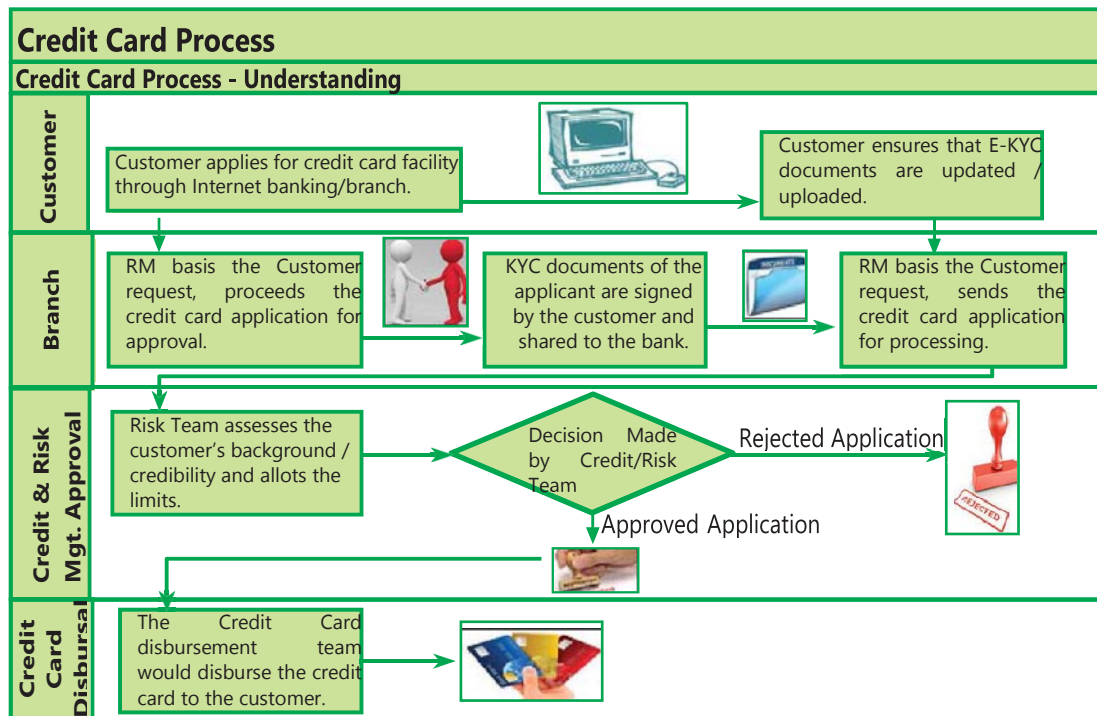 Credit Card Process
Credit Card Process - Understanding
Customer
Customer applies for credit card facility
through Internet banking/branch.
Customer ensures that E-KYC
documents are updated /
uploaded.
Branch
RM basis the Customer
request, proceeds the
credit card application for
approval.
KYC documents of the
applicant are signed
by the customer and
shared to the bank.
DOCUMENTS
RM basis the Customer
request, sends the
credit card application
for processing.
Credit & Risk
Mgt. Approval
Risk Team assesses the
customer's background /
credibility and allots the
limits.
Decision Made
by Credit/Risk
Team
Rejected Application
REJECTED
Approved Application
Credit
Card
Disbursal
The Credit Card
disbursement team
would disburse the credit
card to the customer.